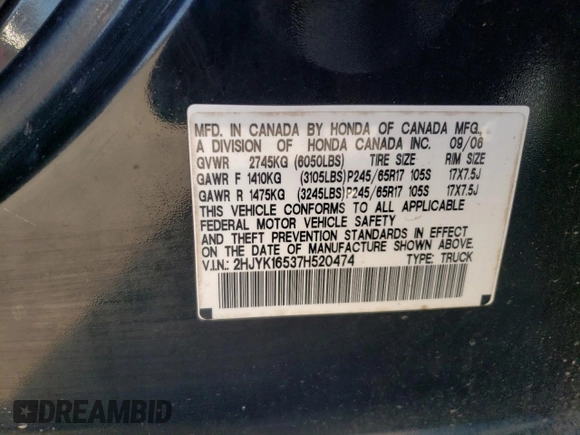 MFD. IN CANADA BY HONDA OF CANADA MFG.,
A DIVISION OF HONDA CANADA INC. 09/06
GVWR 2745KG (6050LBS) TIRE SIZE RIM SIZE
GAWR F 1410KG (3105LBS)P245/65R17 105S 17X7.5J
GAWR R 1475KG (3245LBS)P245/65R17 105S 17X7.5J
THIS VEHICLE CONFORMS TO ALL APPLICABLE
FEDERAL MOTOR VEHICLE SAFETY
AND THEFT PREVENTION STANDARDS IN EFFECT
ON THE DATE OF MANUFACTURE SHOWN ABOVE.
V.I.N.: 2HJYK16537H520474 TYPE: TRUCK
DREAMBID